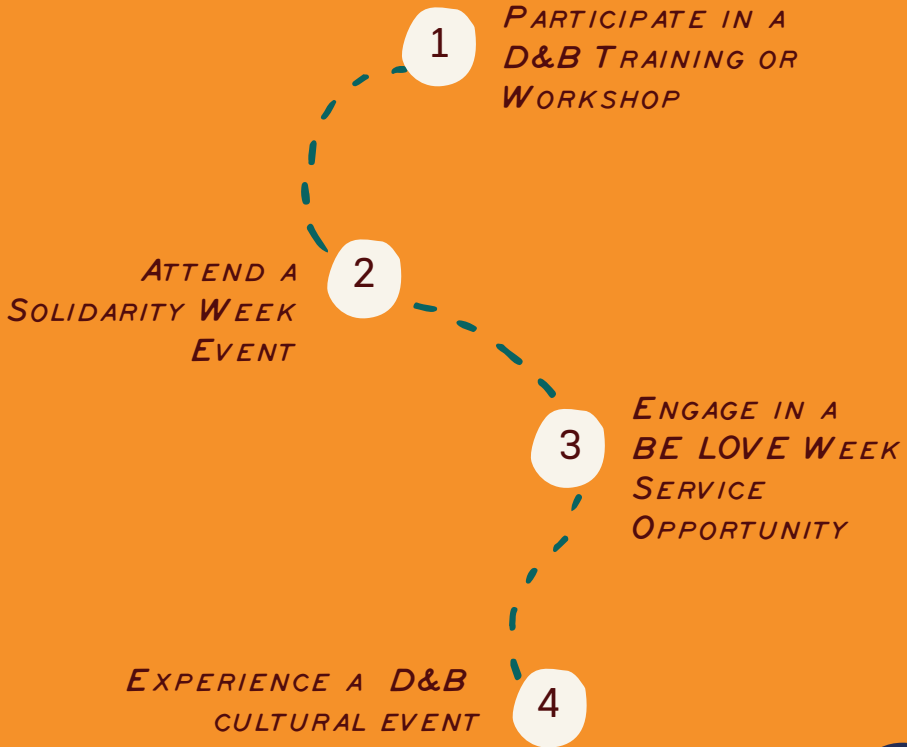 1
Participate in a
D&B Training or
Workshop
2
Attend a
Solidarity Week
Event
3
Engage in a
BE LOVE Week
Service
Opportunity
4
Experience a D&B
cultural event